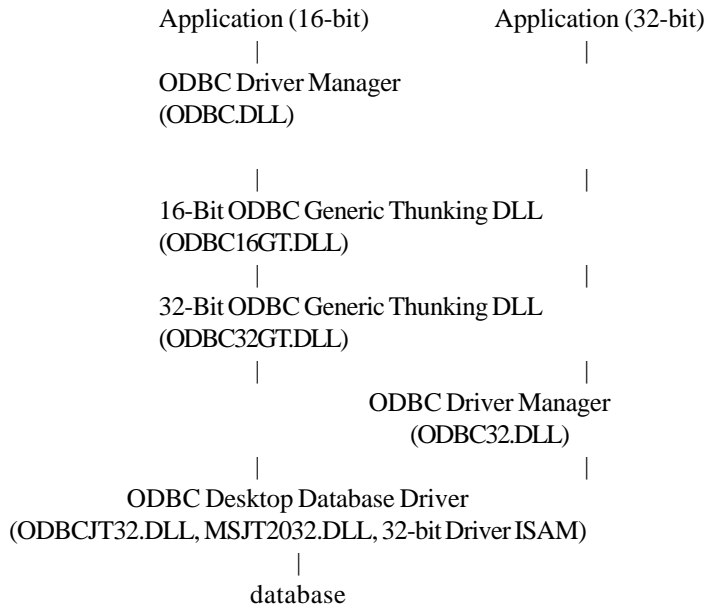 Application (16-bit) Application (32-bit)
| |
ODBC Driver Manager
(ODBC.DLL)
| |
16-Bit ODBC Generic Thunking DLL
(ODBC16GT.DLL)
| |
32-Bit ODBC Generic Thunking DLL
(ODBC32GT.DLL)
| |
ODBC Driver Manager
(ODBC32.DLL)
| |
ODBC Desktop Database Driver
(ODBCJT32.DLL, MSJT2032.DLL, 32-bit Driver ISAM)
|
database